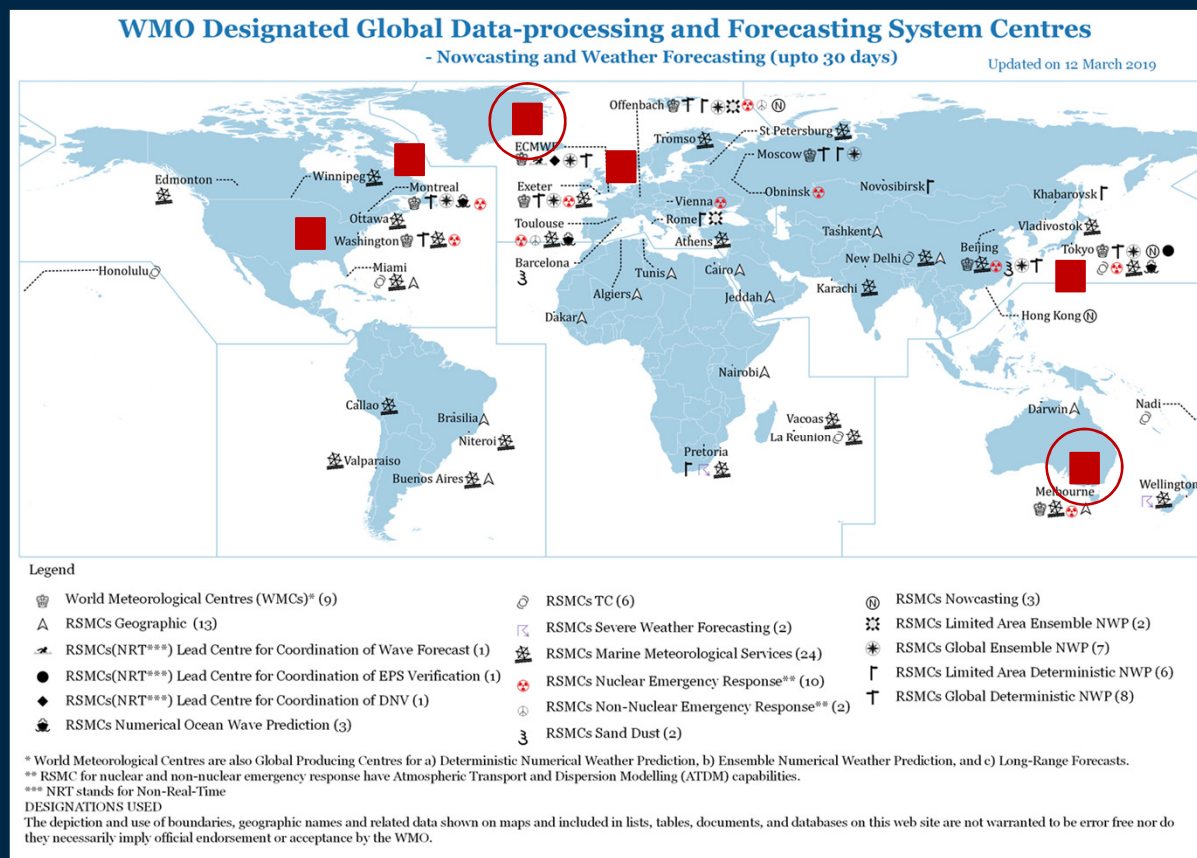 WMO Designated Global Data-processing and Forecasting System Centres
- Nowcasting and Weather Forecasting (upto 30 days)
Updated on 12 March 2019
Offenbach
Tromso
St Petersburg
ECMWF
Moscow
Edmonton
Winnipeg
Montreal
Exeter
Vienna
Obninsk
Novosibirsk
Khabarovsk
Ottawa
Toulouse
Rome
Vladivostok
Washington
Athens
Tashkent
Beijing
Tokyo
Honolulu
Miami
Barcelona
Tunis
Cairo
New Delhi
Algiers
Jeddah
Karachi
Dakar
Hong Kong
Nairobi
Callao
Brasilia
Niteroi
Vacoas
La Reunion
Darwin
Nadi
Valparaiso
Buenos Aires
Pretoria
Melbourne
Wellington
Legend
World Meteorological Centres (WMCs)* (9)
RSMCs Geographic (13)
RSMCs(NRT***) Lead Centre for Coordination of Wave Forecast (1)
RSMCs(NRT***) Lead Centre for Coordination of EPS Verification (1)
RSMCs(NRT***) Lead Centre for Coordination of DNV (1)
RSMCs Numerical Ocean Wave Prediction (3)
RSMCs TC (6)
RSMCs Severe Weather Forecasting (2)
RSMCs Marine Meteorological Services (24)
RSMCs Nuclear Emergency Response** (10)
RSMCs Non-Nuclear Emergency Response** (2)
RSMCs Sand Dust (2)
N RSMCs Nowcasting (3)
RSMCs Limited Area Ensemble NWP (2)
RSMCs Global Ensemble NWP (7)
RSMCs Limited Area Deterministic NWP (6)
RSMCs Global Deterministic NWP (8)
* World Meteorological Centres are also Global Producing Centres for a) Deterministic Numerical Weather Prediction, b) Ensemble Numerical Weather Prediction, and c) Long-Range Forecasts.
** RSMC for nuclear and non-nuclear emergency response have Atmospheric Transport and Dispersion Modelling (ATDM) capabilities.
*** NRT stands for Non-Real-Time
DESIGNATIONS USED
The depiction and use of boundaries, geographic names and related data shown on maps and included in lists, tables, documents, and databases on this web site are not warranted to be error free nor do
they necessarily imply official endorsement or acceptance by the WMO.